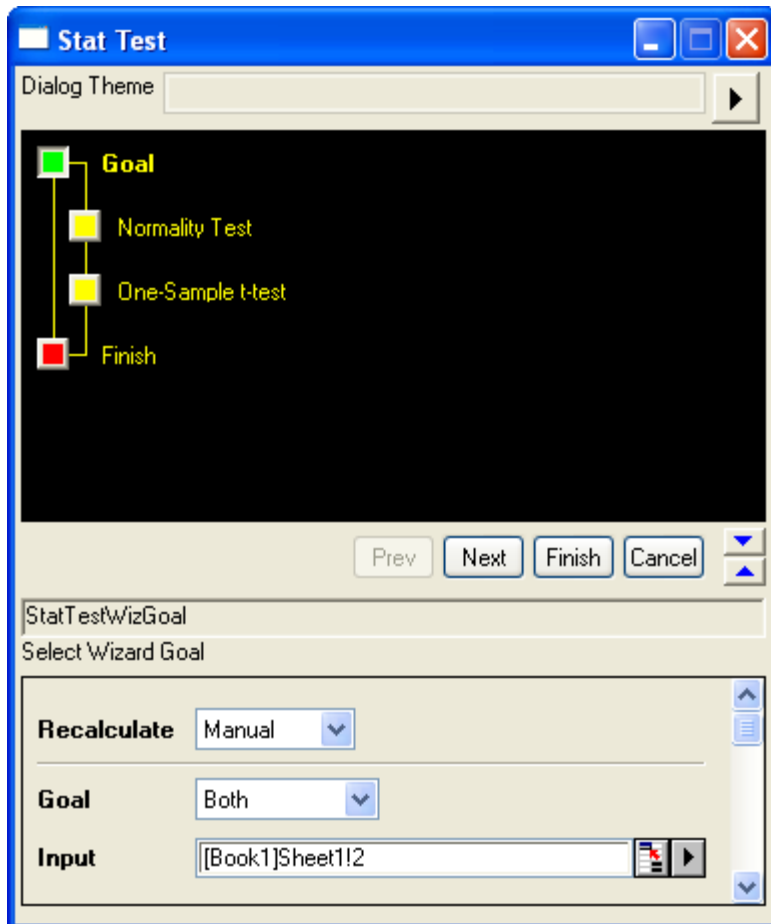 Stat Test
Dialog Theme
Goal
Normality Test
One-Sample t-test
Finish
Prev Next Finish Cancel
StatTestWizGoal
Select Wizard Goal
Recalculate Manual
Goal Both
Input [Book1]Sheet1!2